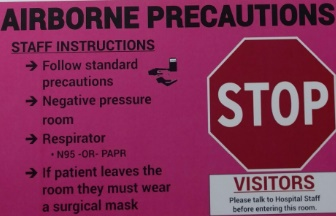 AIRBORNE PRECAUTIONS
STAFF INSTRUCTIONS
→ Follow standard
precautions
→ Negative pressure
room
→ Respirator
· N95 -OR- PAPR
→ If patient leaves the
room they must wear
a surgical mask
STOP
VISITORS
Please talk to Hospital Staff
before entering this room.